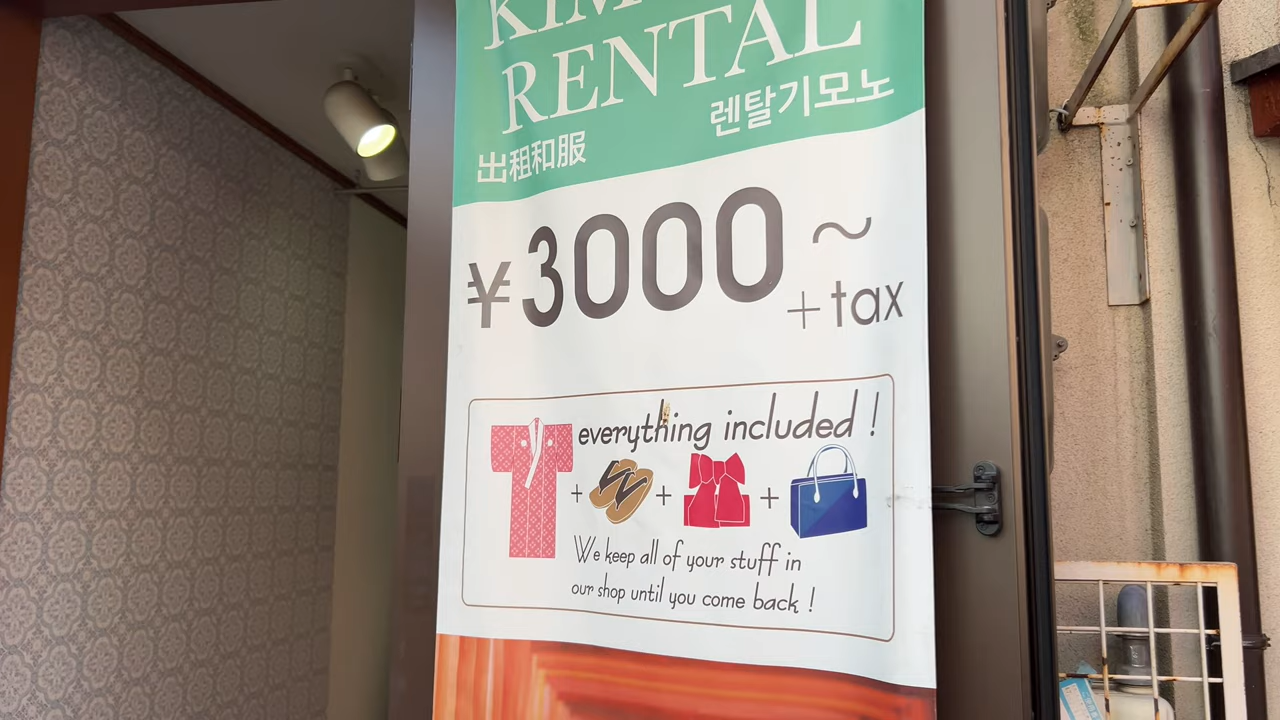 RENTAL
렌탈기모노
出租和服
¥3000~
+tax
everything included !
+ + +
We keep all of your stuff in
our shop until you come back !